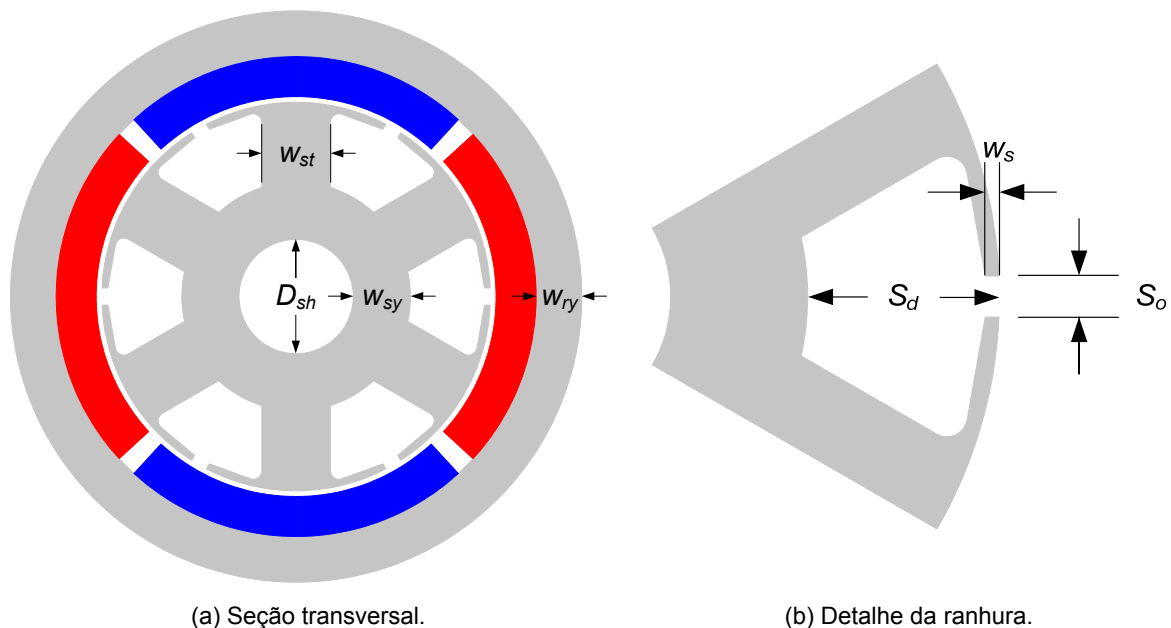 w_st
D_sh
w_sy
w_ry
w_s
S_d
S_o
(a) Seção transversal.
(b) Detalhe da ranhura.